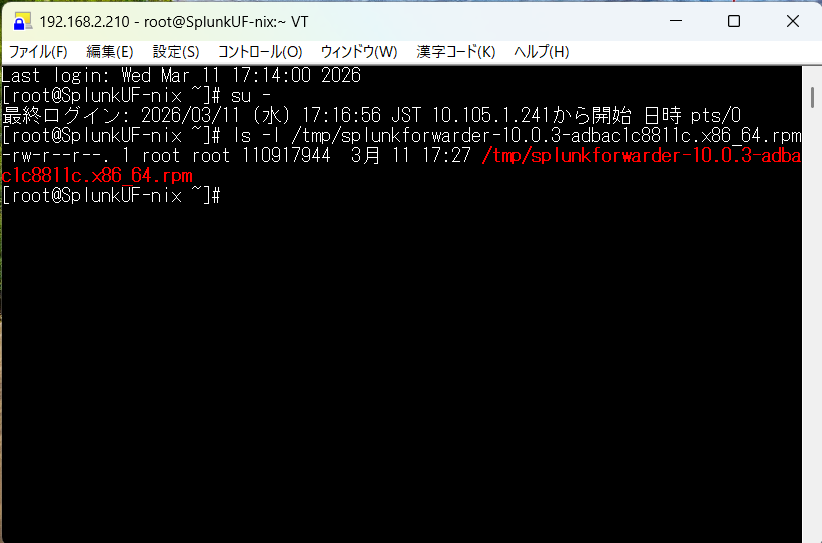 192.168.2.210 - root@SplunkUF-nix:~ VT
ファイル(F) 編集(E) 設定(S) コントロール(O) ウィンドウ(W) 漢字コード(K) ヘルプ(H)
Last login: Wed Mar 11 17:14:00 2026
[root@SplunkUF-nix ~]# su -
最終ログイン: 2026/03/11 (水) 17:16:56 JST 10.105.1.241から開始 日時 pts/0
[root@SplunkUF-nix ~]# ls -l /tmp/splunkforwarder-10.0.3-adbac1c8811c.x86_64.rpm
-rw-r--r--. 1 root root 110917944  3月 11 17:27 /tmp/splunkforwarder-10.0.3-adba
c1c8811c.x86_64.rpm
[root@SplunkUF-nix ~]#